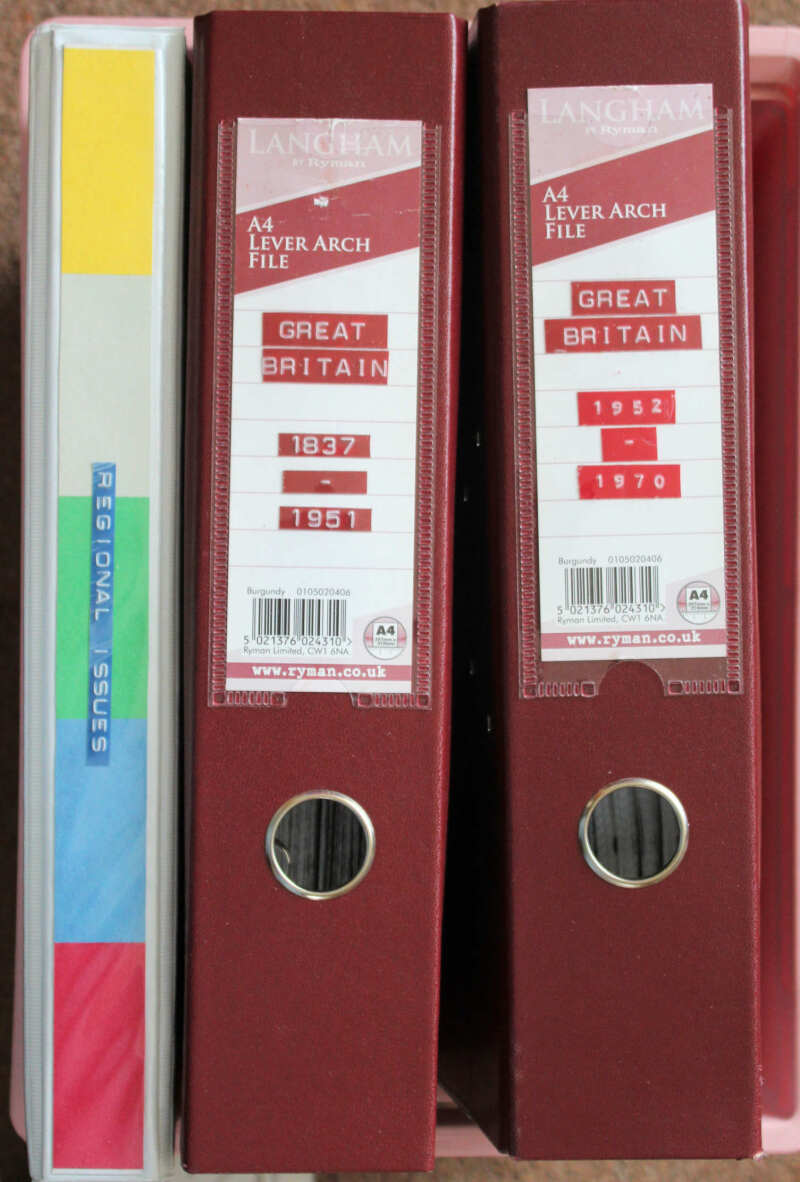 REGIONAL ISSUES
LANGHAM
BY Ryman
A4
LEVER ARCH
FILE
GREAT
BRITAIN
1837
-
1951
Burgundy 0105020406
5 021376 024310 >
Ryman Limited, CW1 6NA
A4
www.ryman.co.uk
LANGHAM
BY Ryman
A4
LEVER ARCH
FILE
GREAT
BRITAIN
1952
-
1970
Burgundy 0105020406
5 021376 024310 >
Ryman Limited, CW1 6NA
A4
www.ryman.co.uk